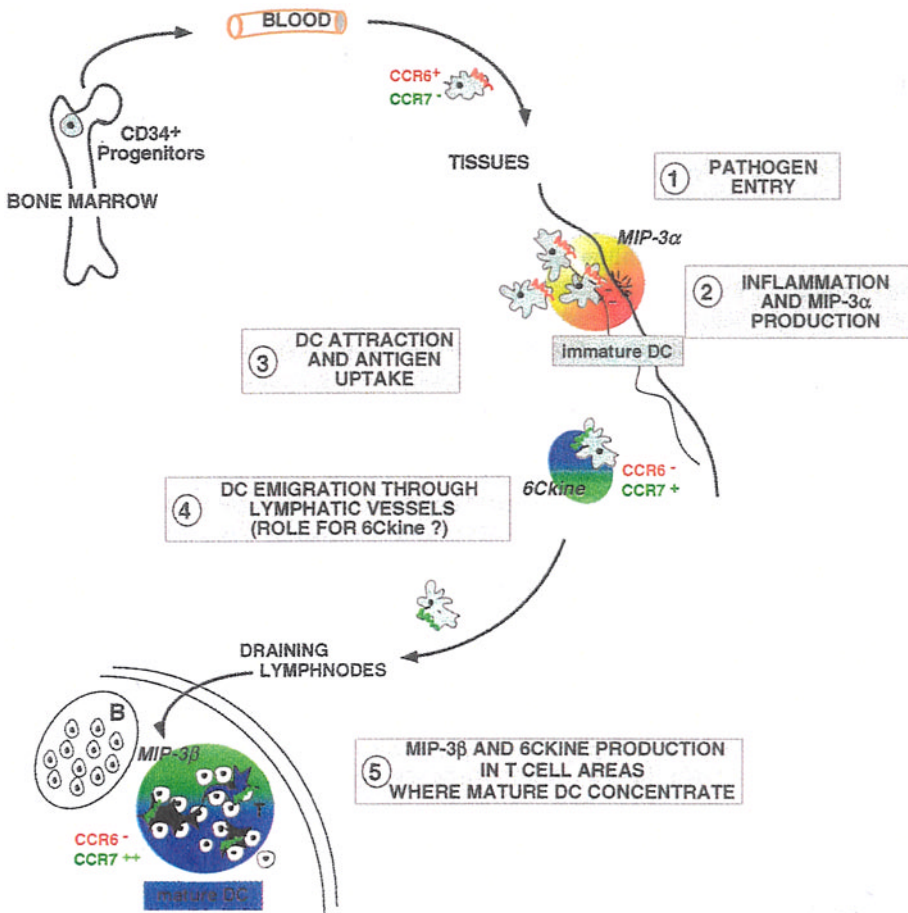 BLOOD
CCR6+
CCR7 -
CD34+
Progenitors
BONE MARROW
TISSUES
1 PATHOGEN
ENTRY
MIP-3α
2 INFLAMMATION
AND MIP-3α
PRODUCTION
3 DC ATTRACTION
AND ANTIGEN
UPTAKE
immature DC
6Ckine
CCR6 -
CCR7 +
4 DC EMIGRATION THROUGH
LYMPHATIC VESSELS
(ROLE FOR 6Ckine ?)
DRAINING
LYMPHNODES
B
MIP-3β
T
5 MIP-3β AND 6CKINE PRODUCTION
IN T CELL AREAS
WHERE MATURE DC CONCENTRATE
CCR6 -
CCR7 ++
mature DC